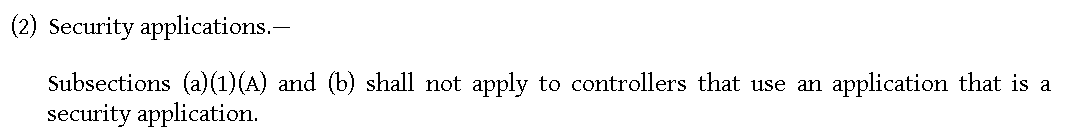 (2) Security applications.—
Subsections (a)(1)(A) and (b) shall not apply to controllers that use an application that is a
security application.